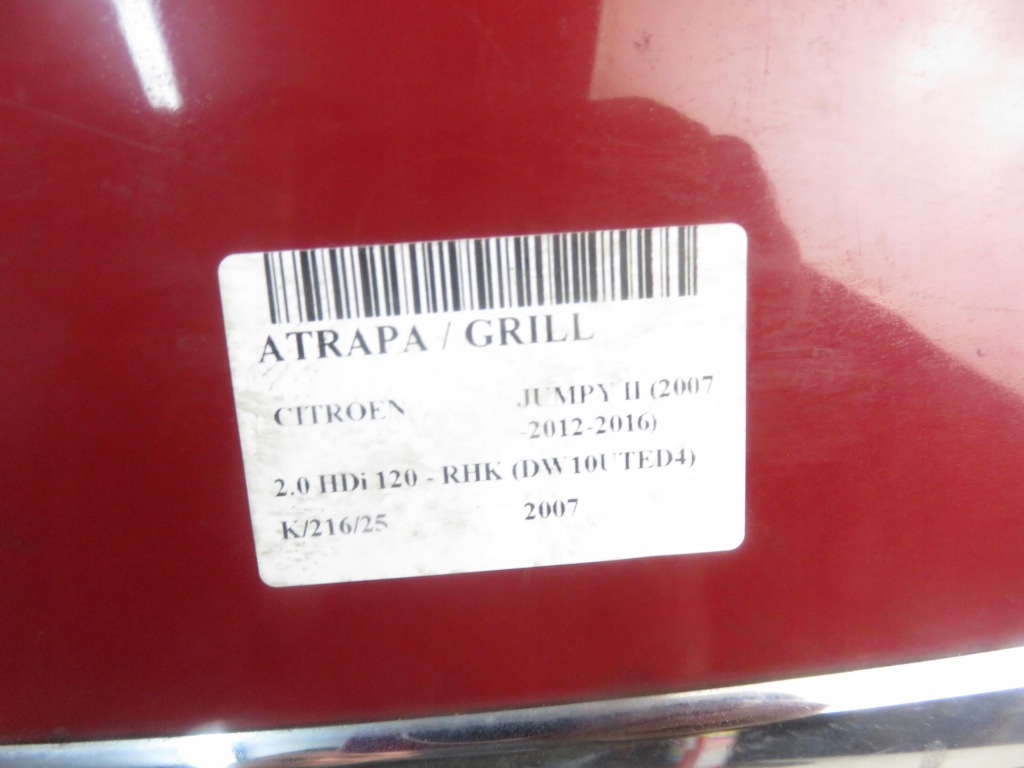 ATRAPA / GRILL
CITROEN JUMPY II (2007
-2012-2016)
2.0 HDi 120 - RHK (DW10UTED4)
K/216/25 2007